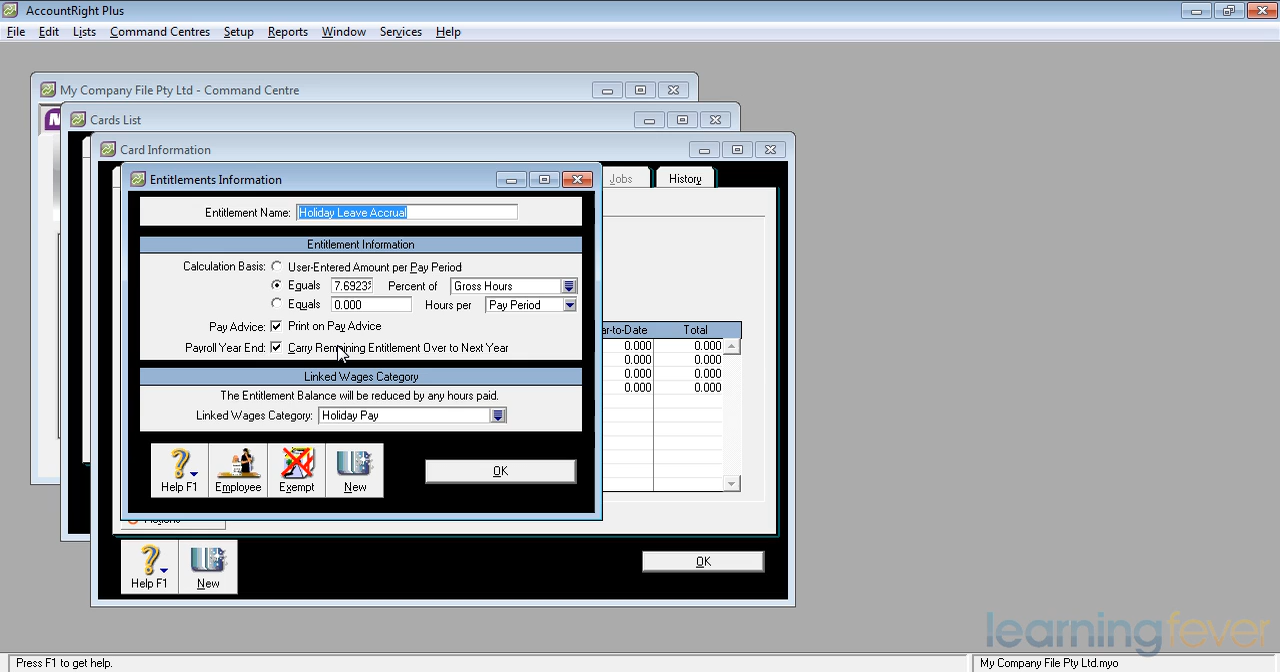 AccountRight Plus
File Edit Lists Command Centres Setup Reports Window Services Help
My Company File Pty Ltd - Command Centre
Cards List
Card Information
Jobs History
Entitlements Information
Entitlement Name: Holiday Leave Accrual
Entitlement Information
Calculation Basis: User-Entered Amount per Pay Period
Equals 7.6923% Percent of Gross Hours
Equals 0.000 Hours per Pay Period
Pay Advice: Print on Pay Advice
Payroll Year End: Carry Remaining Entitlement Over to Next Year
ar-to-Date Total
0.000 0.000
0.000 0.000
0.000 0.000
0.000 0.000
Linked Wages Category
The Entitlement Balance will be reduced by any hours paid.
Linked Wages Category: Holiday Pay
Help F1 Employee Exempt New
OK
Help F1 New
OK
learningfever
Press F1 to get help. My Company File Pty Ltd.myo